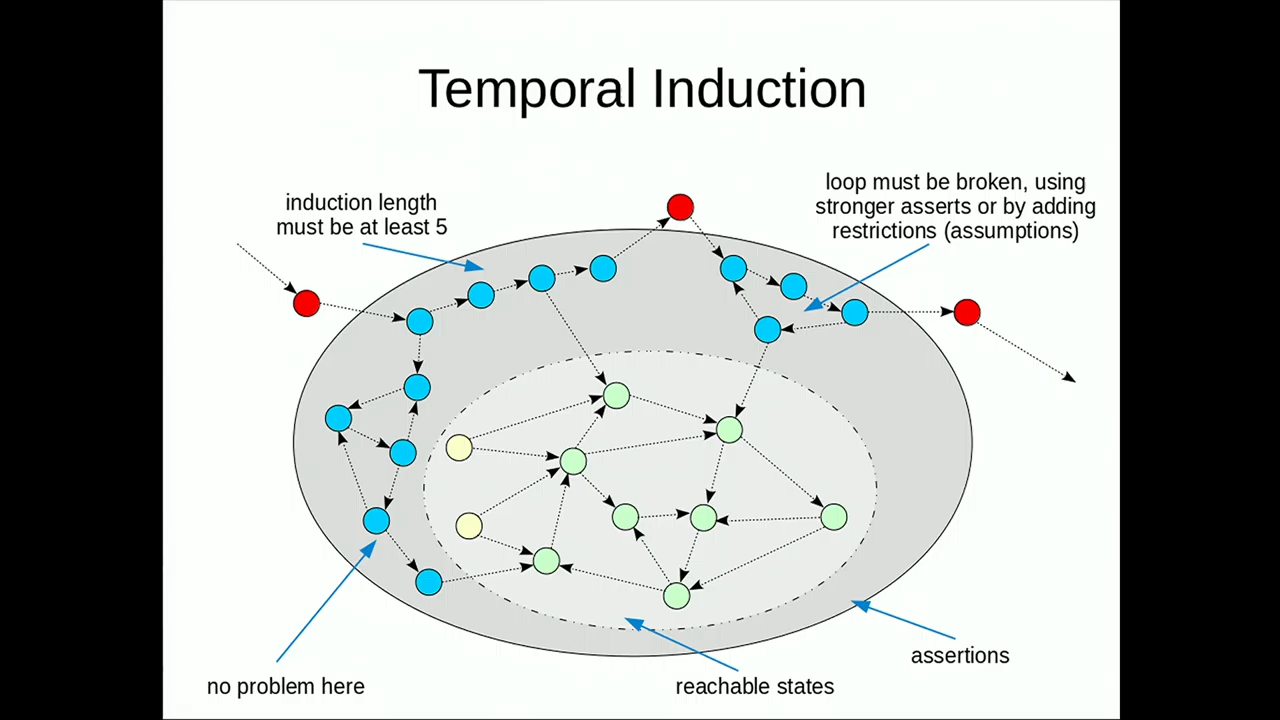 Temporal Induction
induction length
must be at least 5
loop must be broken, using
stronger asserts or by adding
restrictions (assumptions)
no problem here
reachable states
assertions